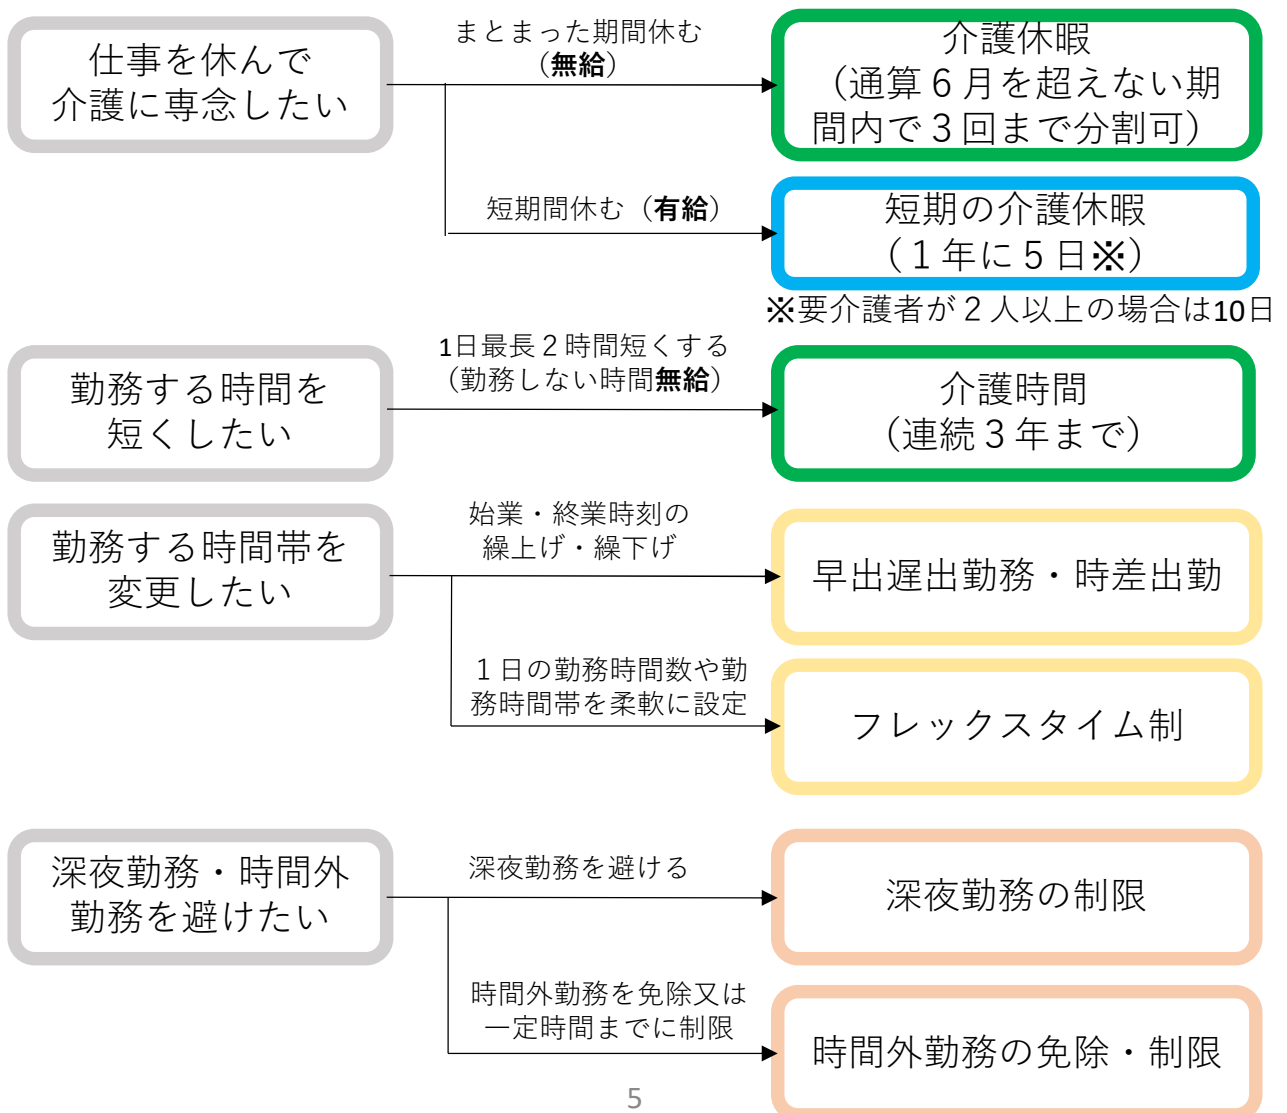 仕事を休んで
介護に専念したい
まとまった期間休む
（無給）
介護休暇
（通算６月を超えない期
間内で３回まで分割可）
短期間休む（有給）
短期の介護休暇
（１年に５日※）
※要介護者が２人以上の場合は10日
勤務する時間を
短くしたい
1日最長２時間短くする
（勤務しない時間無給）
介護時間
（連続３年まで）
勤務する時間帯を
変更したい
始業・終業時刻の
繰上げ・繰下げ
早出遅出勤務・時差出勤
１日の勤務時間数や勤
務時間帯を柔軟に設定
フレックスタイム制
深夜勤務・時間外
勤務を避けたい
深夜勤務を避ける
深夜勤務の制限
時間外勤務を免除又は
一定時間までに制限
時間外勤務の免除・制限
5